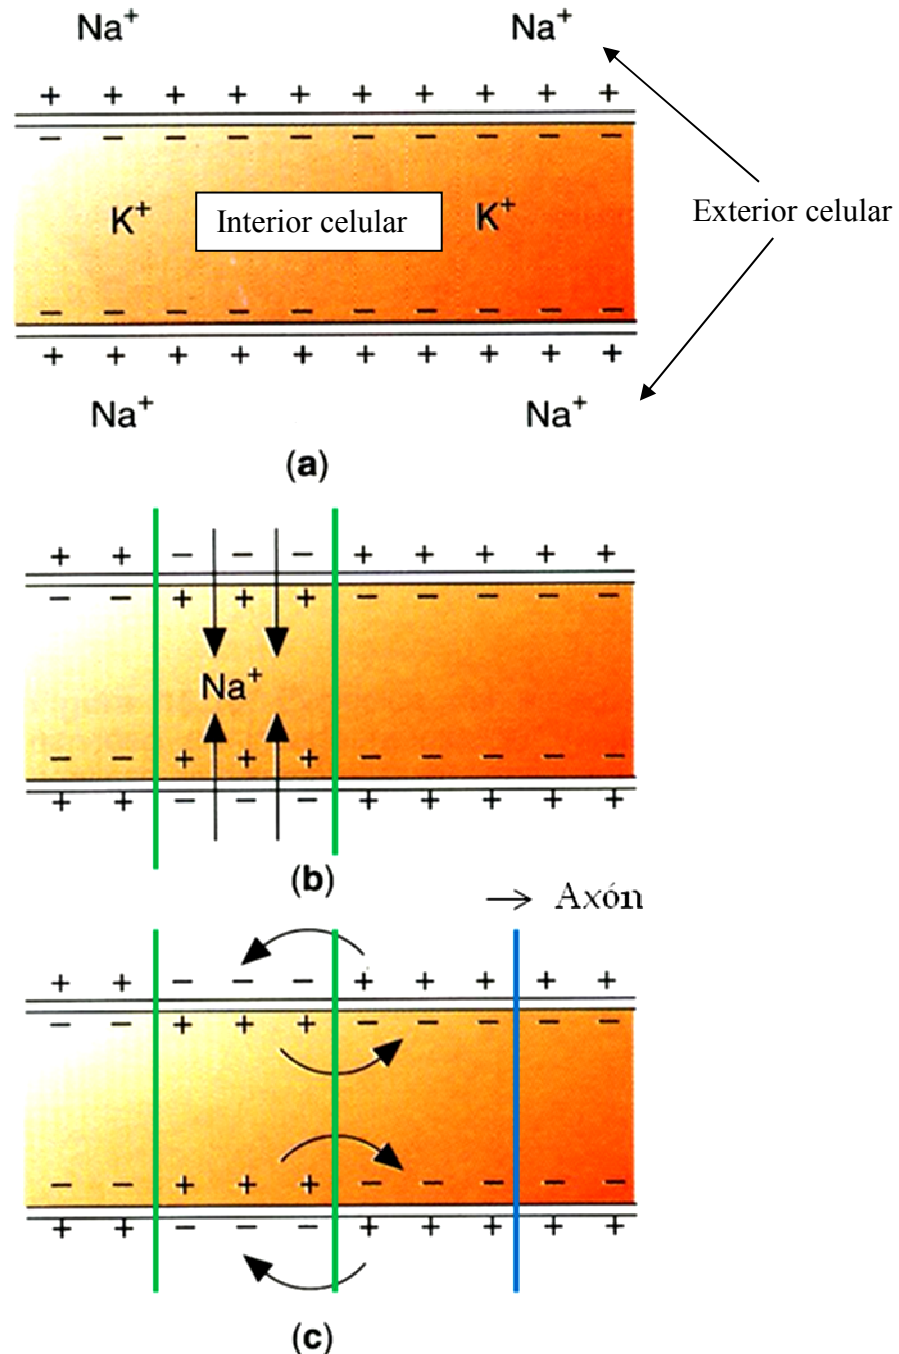 Na+ Na+
+ + + + + + + + + +
− − − − − − − − − −
K+ Interior celular K+
Exterior celular
− − − − − − − − − −
+ + + + + + + + + +
Na+ Na+
(a)
+ + − − − + + + + +
− − + + + − − − − −
Na+
− − + + + − − − − −
+ + − − − + + + + +
(b)
→ Axón
+ + − − − + + + + +
− − + + + − − − − −
− − + + + − − − − −
+ + − − − + + + + +
(c)